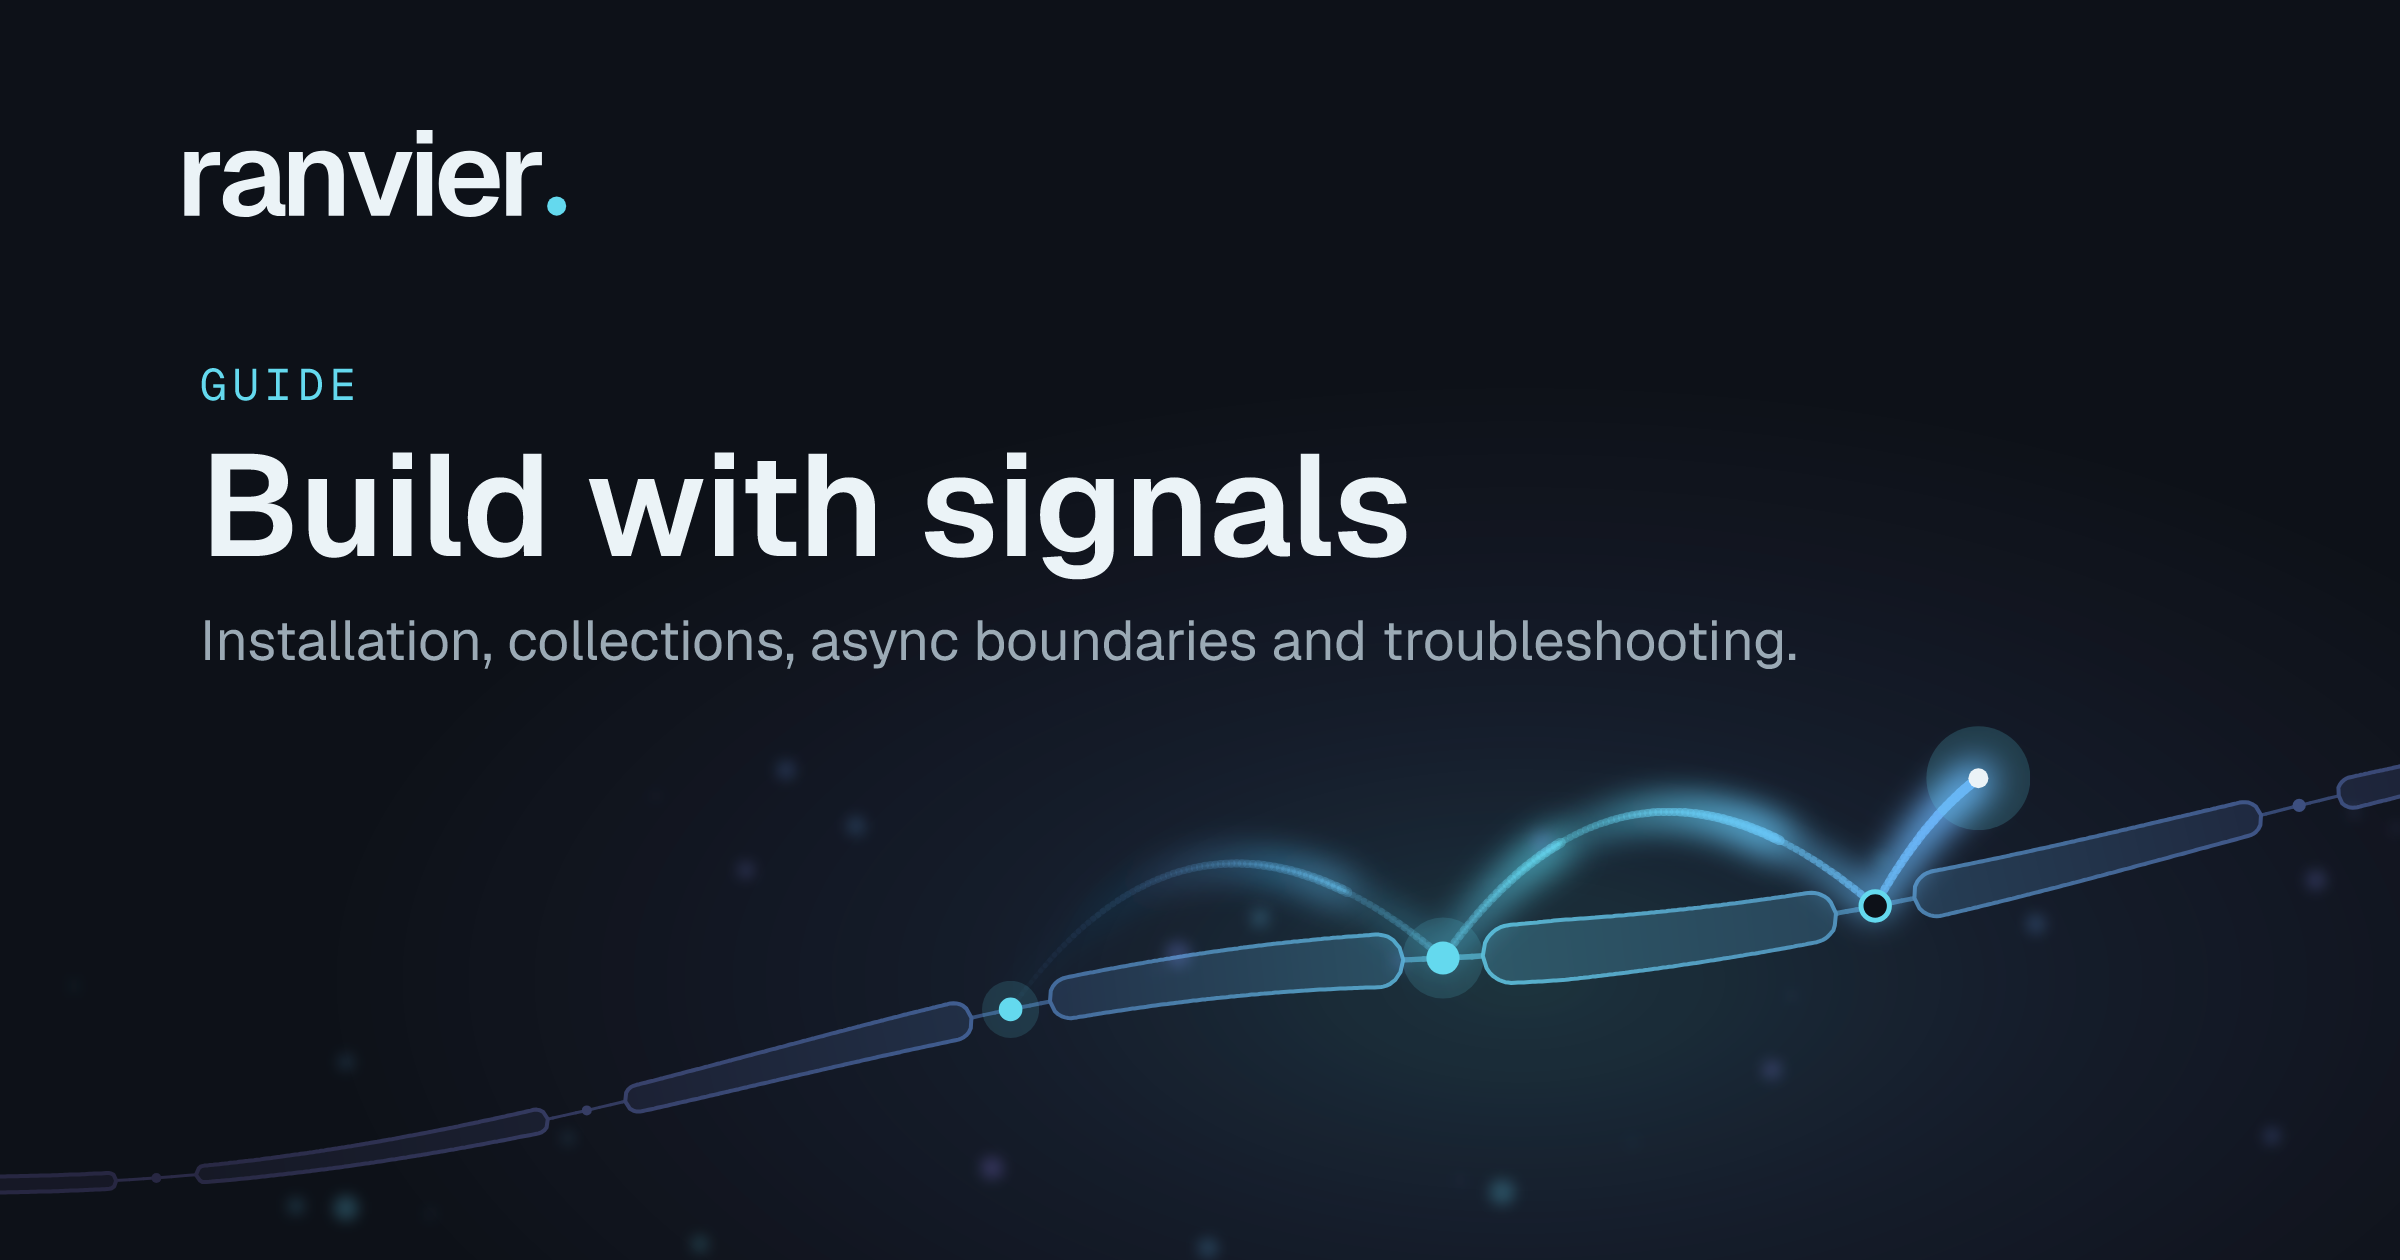 ranvier.
GUIDE
Build with signals
Installation, collections, async boundaries and troubleshooting.